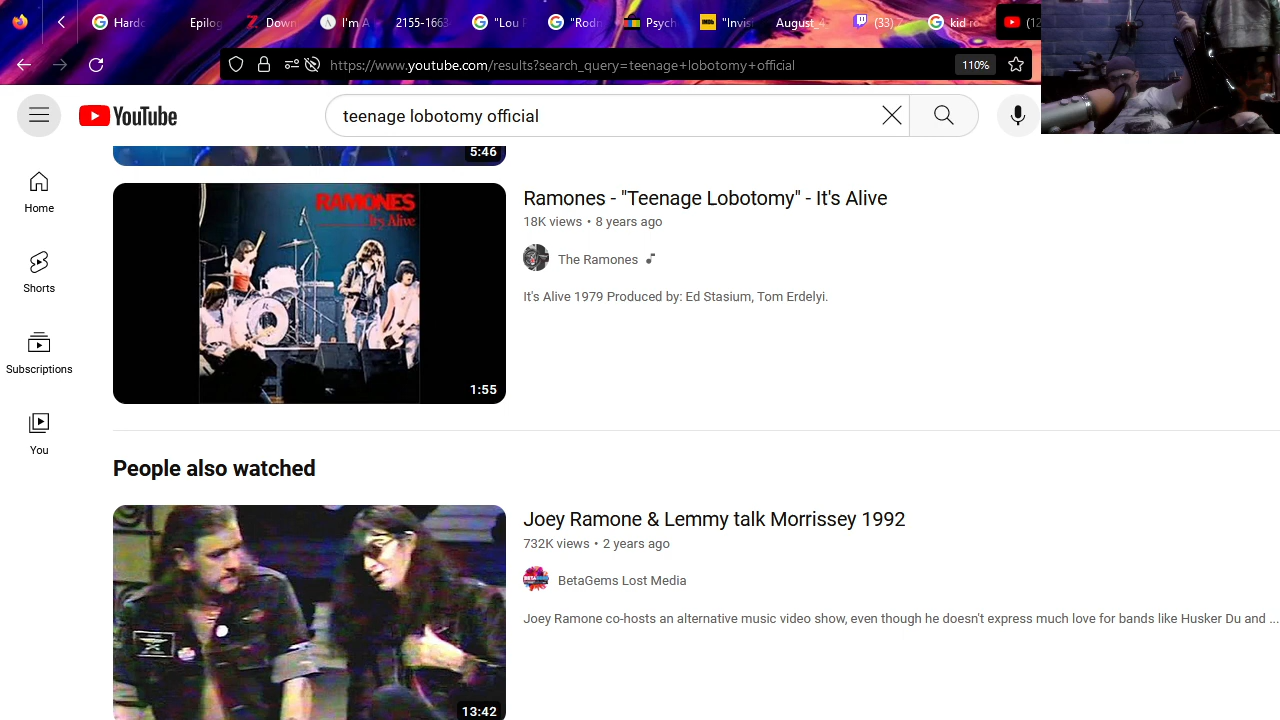 Hardc
Epilog
Down
I'm A
2155-1663
"Lou R
"Rodn
Psych
"Invis
August_4
(33)
kid ro
(12
https://www.youtube.com/results?search_query=teenage+lobotomy+official
110%
YouTube
teenage lobotomy official
5:46
Home
Shorts
Subscriptions
You
RAMONES
It's Alive
1:55
Ramones - "Teenage Lobotomy" - It's Alive
18K views • 8 years ago
The Ramones
It's Alive 1979 Produced by: Ed Stasium, Tom Erdelyi.
People also watched
13:42
Joey Ramone & Lemmy talk Morrissey 1992
732K views • 2 years ago
BetaGems Lost Media
Joey Ramone co-hosts an alternative music video show, even though he doesn't express much love for bands like Husker Du and ...